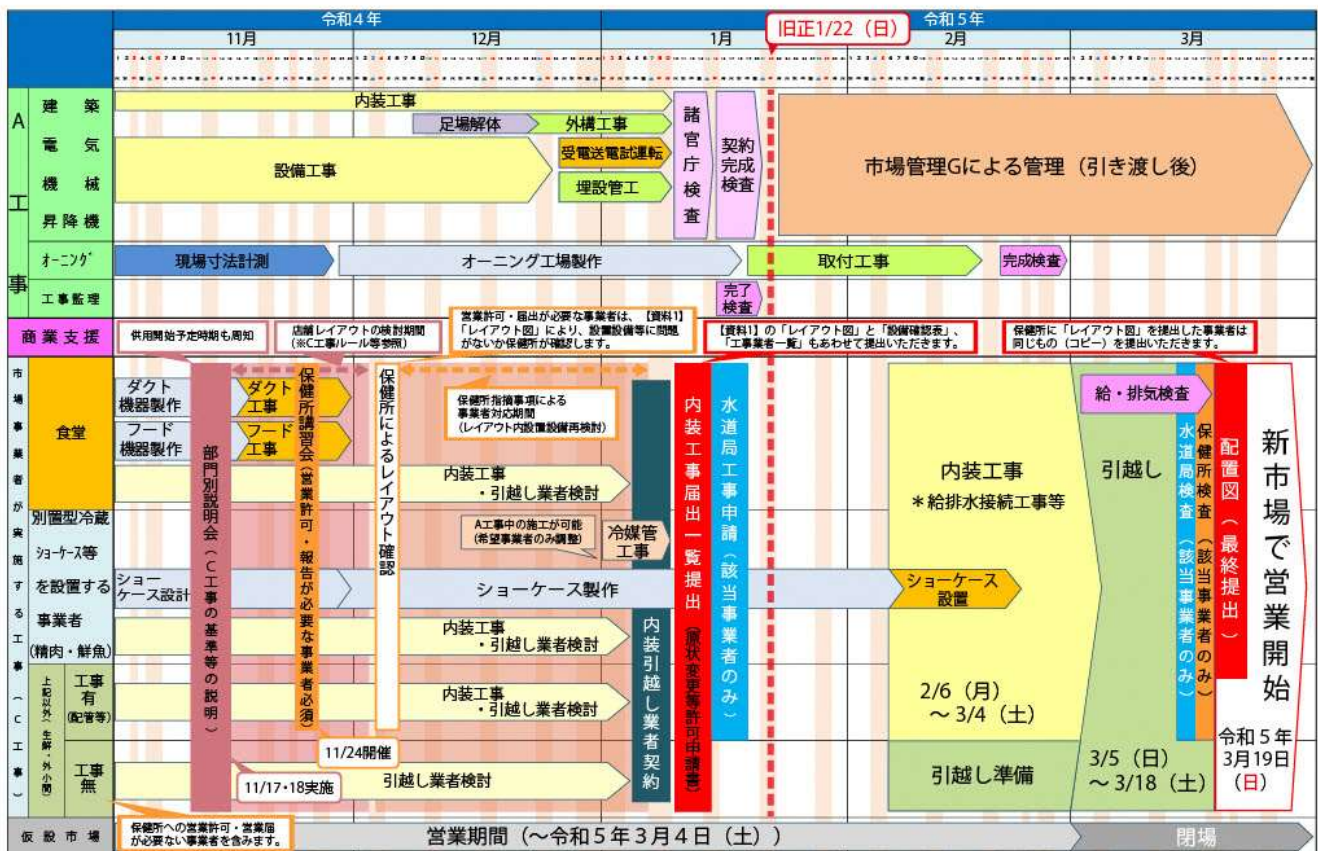 令和4年
令和5年
11月
12月
1月
2月
3月
旧正1/22（日）
A工事
建築
電気
機械
昇降機
内装工事
足場解体
外構工事
設備工事
受電送電試運転
埋設管工
諸官庁検査
契約完成検査
市場管理Gによる管理（引き渡し後）
ｵｰﾆﾝｸﾞ
現場寸法計測
オーニング工場製作
取付工事
完成検査
工事監理
完了検査
商業支援
供用開始予定時期も周知
店舗レイアウトの検討期間
（※C工事ルール等参照）
営業許可・届出が必要な事業者は、【資料1】
「レイアウト図」により、設置設備等に問題
がないか保健所が確認します。
【資料1】の「レイアウト図」と「設備確認表」、
「工事業者一覧」もあわせて提出いただきます。
保健所に「レイアウト図」を提出した事業者は
同じもの（コピー）を提出いただきます。
市場事業者が実施する工事（C工事）
食堂
ダクト
機器製作
ダクト
工事
フード
機器製作
フード
工事
部門別説明会（C工事の基準等の説明）
保健所講習会（営業許可・報告が必要な事業者必須）
保健所によるレイアウト確認
保健所指摘事項による
事業者対応期間
（レイアウト内設置設備再検討）
内装工事
・引越し業者検討
A工事中の施工が可能
（希望事業者のみ調整）
冷媒管
工事
内装引越し業者契約
内装工事届出一覧提出（原状変更等許可申請書）
水道局工事申請（該当事業者のみ）
内装工事
＊給排水接続工事等
2/6（月）
～3/4（土）
給・排気検査
引越し
3/5（日）
～3/18（土）
水道局検査（該当事業者のみ）
保健所検査（該当事業者のみ）
配置図（最終提出）
新市場で営業開始
令和5年
3月19日
（日）
別置型冷蔵
ｼｮｰｹｰｽ等
を設置する
事業者
（精肉・鮮魚）
ショー
ケース設計
ショーケース製作
ショーケース
設置
内装工事
・引越し業者検討
上記以外（生鮮・外小間）
工事
有
（配管等）
内装工事
・引越し業者検討
11/24開催
工事
無
11/17・18実施
引越し業者検討
引越し準備
保健所への営業許可・営業届
が必要ない事業者を含みます。
仮設市場
営業期間（～令和5年3月4日（土））
閉場